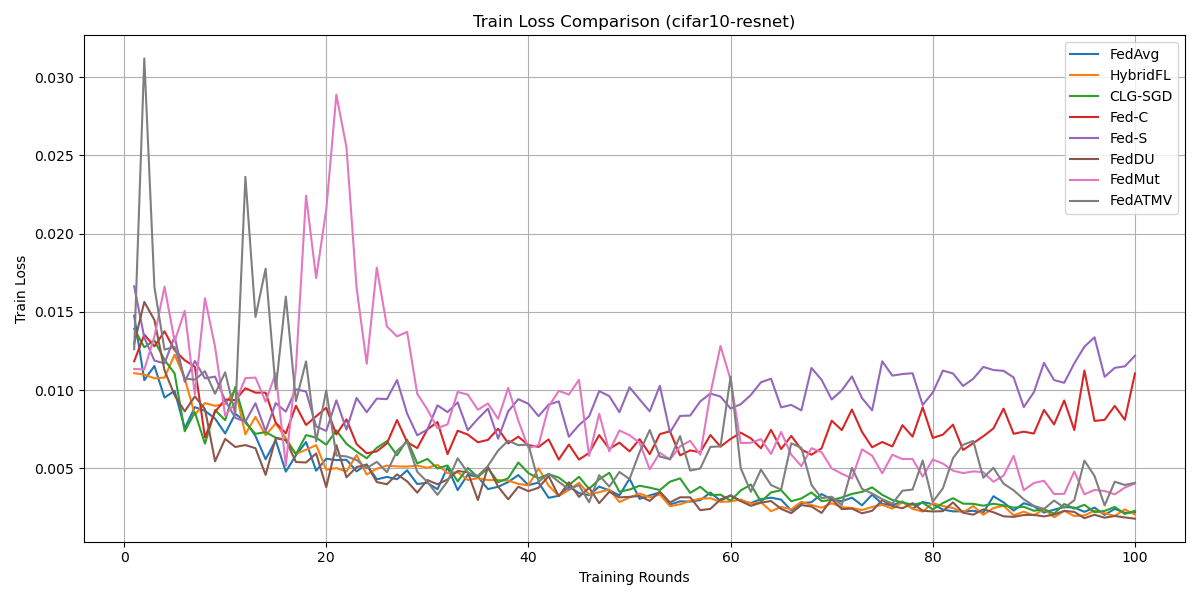 Train Loss Comparison (cifar10-resnet)
Train Loss
0.030
0.025
0.020
0.015
0.010
0.005
0
20
40
60
80
100
Training Rounds
FedAvg
HybridFL
CLG-SGD
Fed-C
Fed-S
FedDU
FedMut
FedATMV